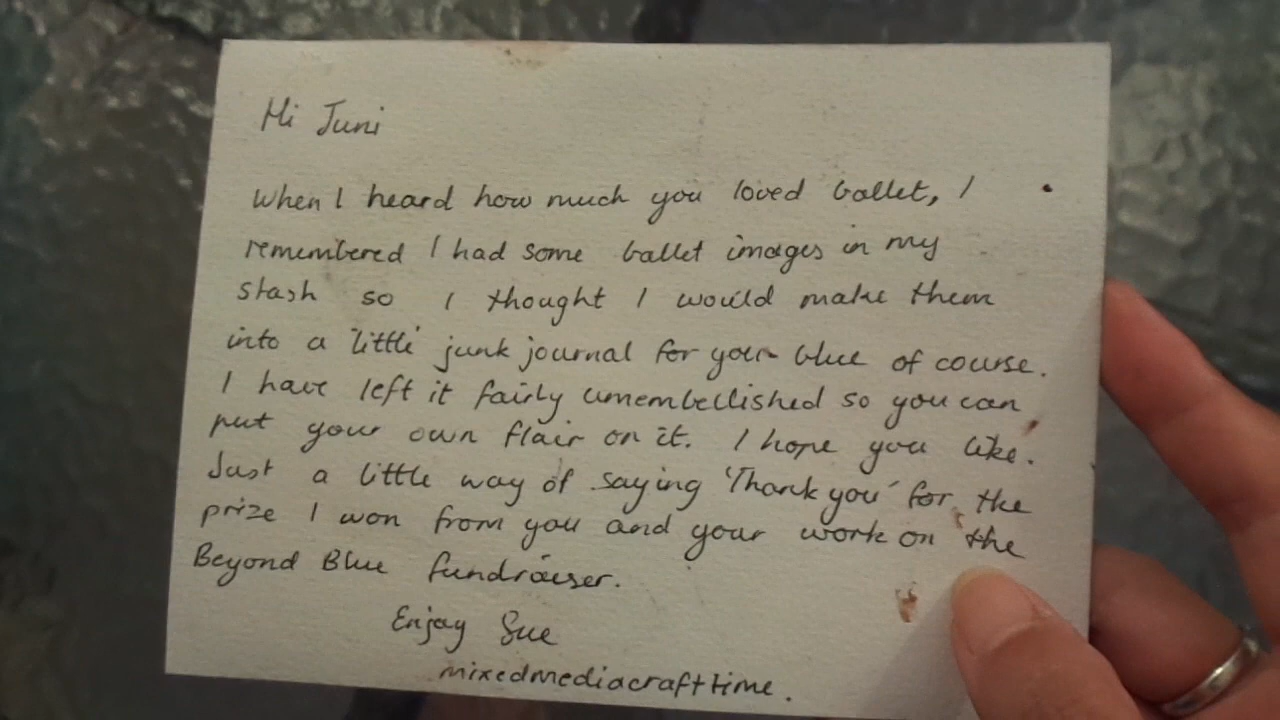 Hi Juni
When I heard how much you loved ballet, I
remembered I had some ballet images in my
stash so I thought I would make them
into a 'little' junk journal for you - blue of course.
I have left it fairly unembellished so you can
put your own flair on it. I hope you like.
Just a little way of saying 'Thank you' for the
prize I won from you and your work on the
Beyond Blue fundraiser.
Enjoy Sue
mixedmediacrafttime.